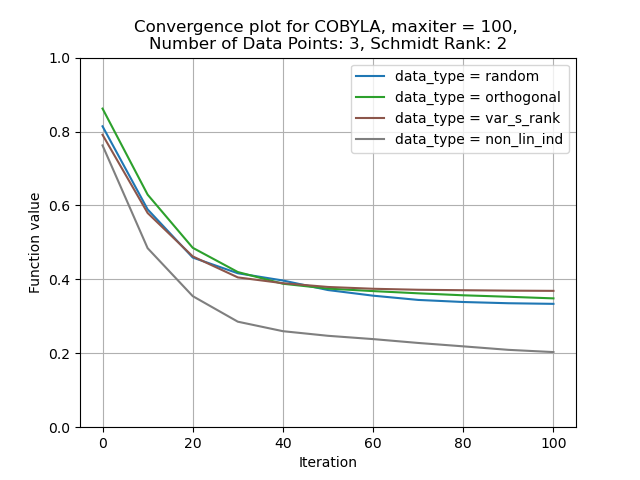 Convergence plot for COBYLA, maxiter = 100,
Number of Data Points: 3, Schmidt Rank: 2
data_type = random
data_type = orthogonal
data_type = var_s_rank
data_type = non_lin_ind
1.0
0.8
0.6
0.4
0.2
0.0
Function value
0 20 40 60 80 100
Iteration